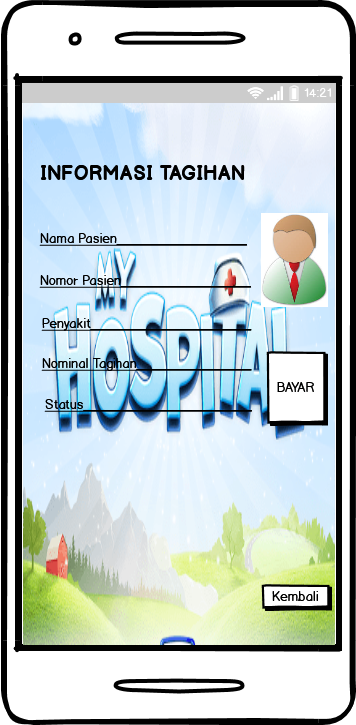 14:21
INFORMASI TAGIHAN
Nama Pasien
Nomor Pasien
MY
HOSPITAL
Penyakit
Nominal Tagihan
BAYAR
Status
Kembali